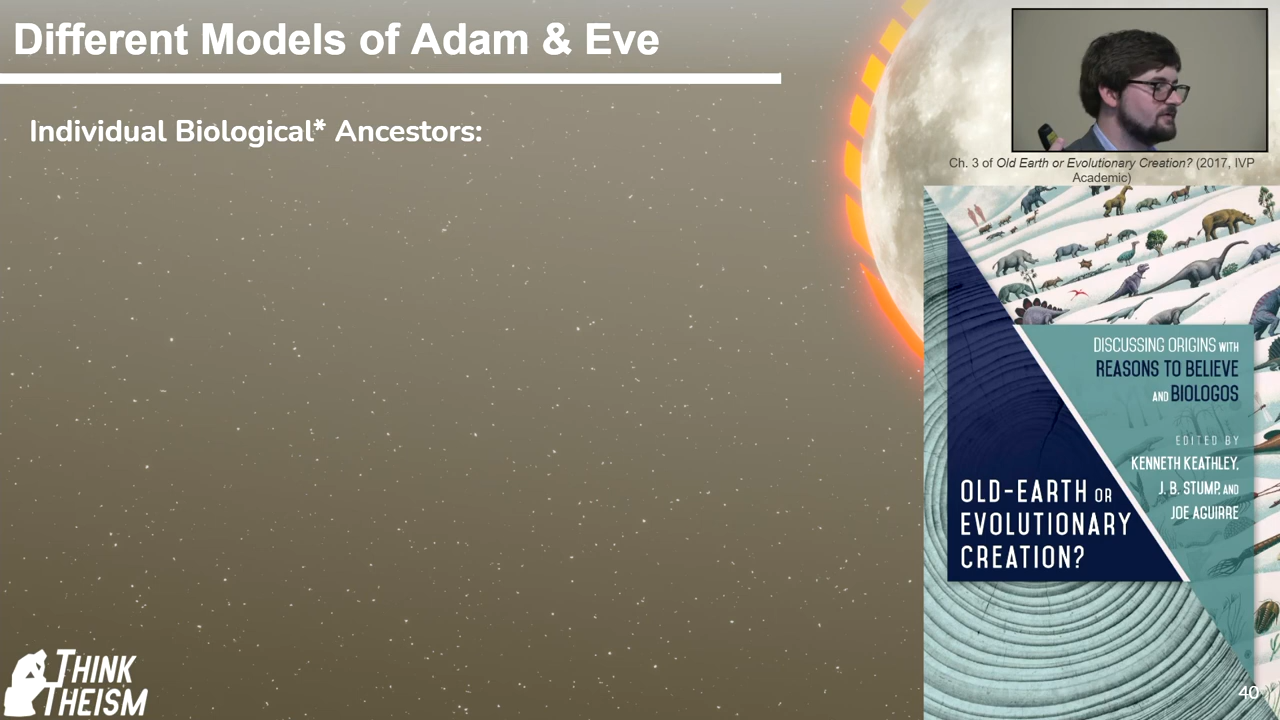 Different Models of Adam & Eve
Individual Biological* Ancestors:
Ch. 3 of Old Earth or Evolutionary Creation? (2017, IVP
Academic)
DISCUSSING ORIGINS WITH
REASONS TO BELIEVE
AND BIOLOGOS
EDITED BY
KENNETH KEATHLEY,
J. B. STUMP, AND
JOE AGUIRRE
OLD-EARTH OR
EVOLUTIONARY
CREATION?
THINK
THEISM
40